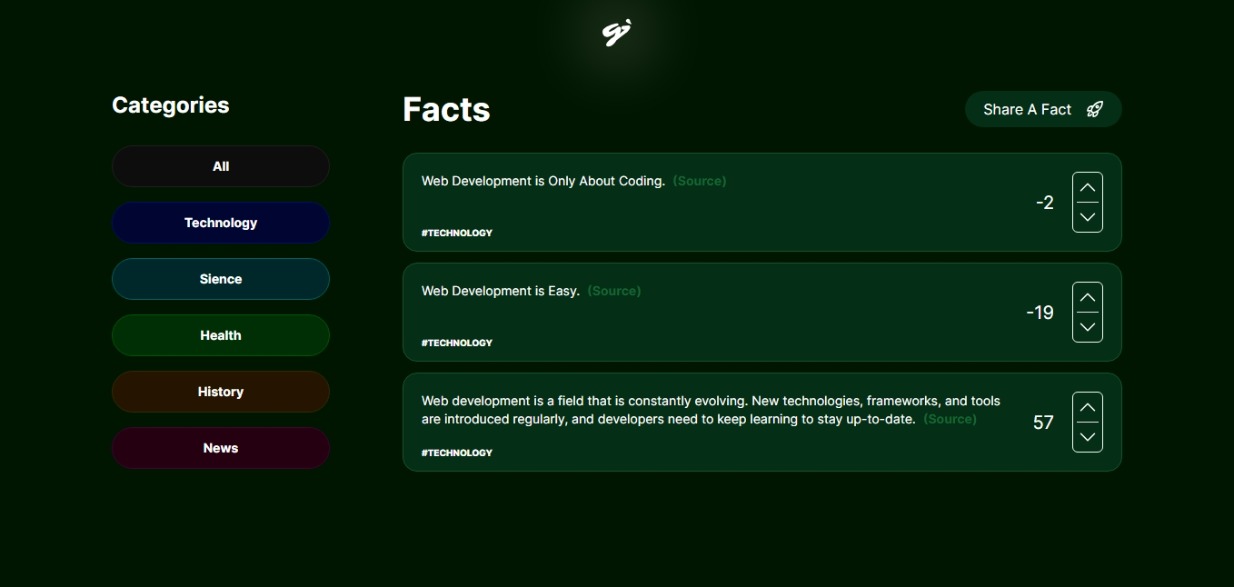 Categories
All
Technology
Sience
Health
History
News
Facts
Share A Fact
Web Development is Only About Coding. (Source)
-2
#TECHNOLOGY
Web Development is Easy. (Source)
-19
#TECHNOLOGY
Web development is a field that is constantly evolving. New technologies, frameworks, and tools
are introduced regularly, and developers need to keep learning to stay up-to-date. (Source)
57
#TECHNOLOGY